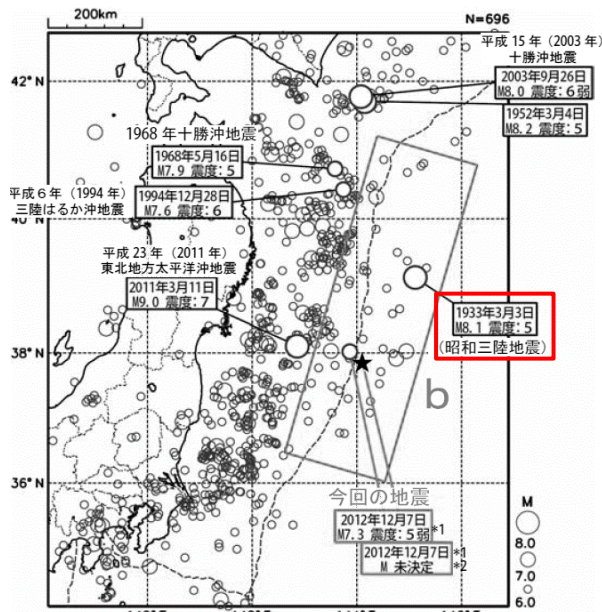 200km
N=696
平成 15 年（2003 年）
十勝沖地震
42°N
2003年9月26日
M8.0 震度：6弱
1952年3月4日
M8.2 震度：5
1968 年十勝沖地震
1968年5月16日
M7.9 震度：5
平成６年（1994 年）
三陸はるか沖地震
1994年12月28日
M7.6 震度：6
40°N
平成 23 年（2011 年）
東北地方太平洋沖地震
2011年3月11日
M9.0 震度：7
1933年3月3日
M8.1 震度：5
（昭和三陸地震）
38°N
b
36°N
今回の地震
2012年12月7日
M7.3 震度：5弱 *1
2012年12月7日 *1
M 未決定 *2
M
8.0
7.0
6.0